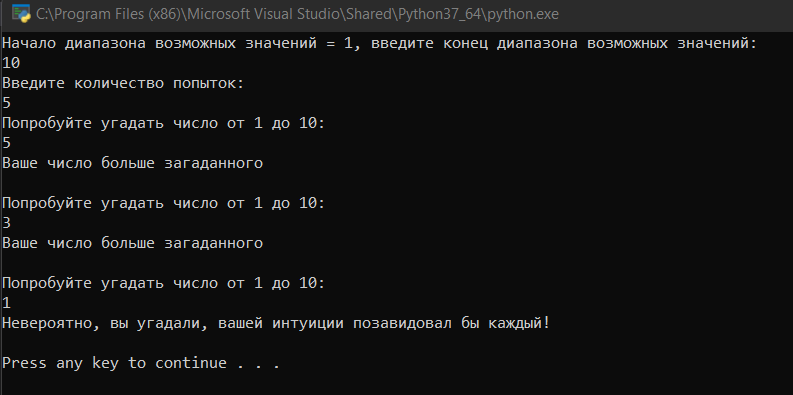 C:\Program Files (x86)\Microsoft Visual Studio\Shared\Python37_64\python.exe
Начало диапазона возможных значений = 1, введите конец диапазона возможных значений:
10
Введите количество попыток:
5
Попробуйте угадать число от 1 до 10:
5
Ваше число больше загаданного
Попробуйте угадать число от 1 до 10:
3
Ваше число больше загаданного
Попробуйте угадать число от 1 до 10:
1
Невероятно, вы угадали, вашей интуиции позавидовал бы каждый!
Press any key to continue . . .